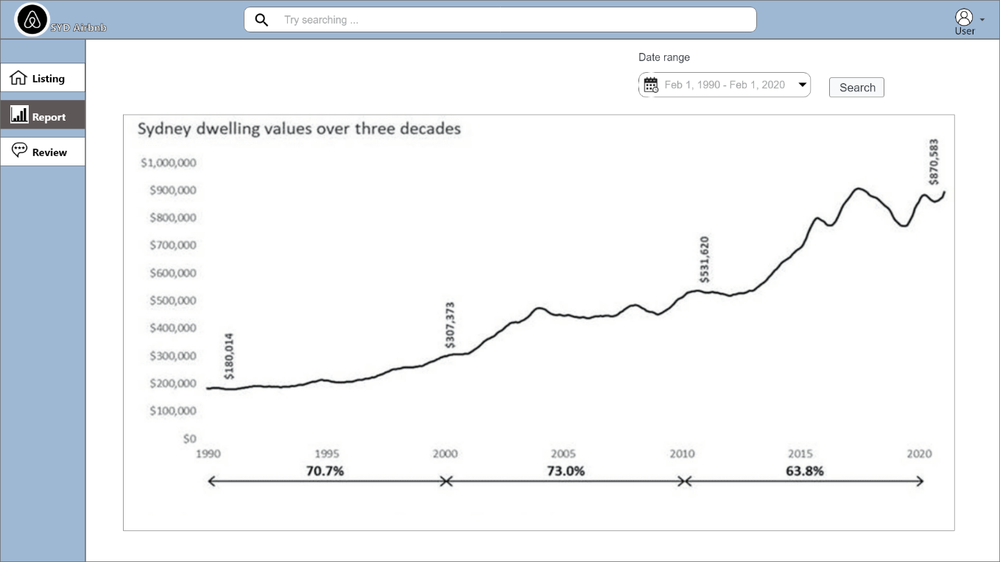 SYD Airbnb
Try searching ...
User
Listing
Report
Review
Date range
Feb 1, 1990 - Feb 1, 2020
Search
Sydney dwelling values over three decades
$1,000,000
$900,000
$800,000
$700,000
$600,000
$500,000
$400,000
$300,000
$200,000
$100,000
$0
$180,014
$307,373
$531,620
$870,583
1990 1995 2000 2005 2010 2015 2020
70.7% 73.0% 63.8%